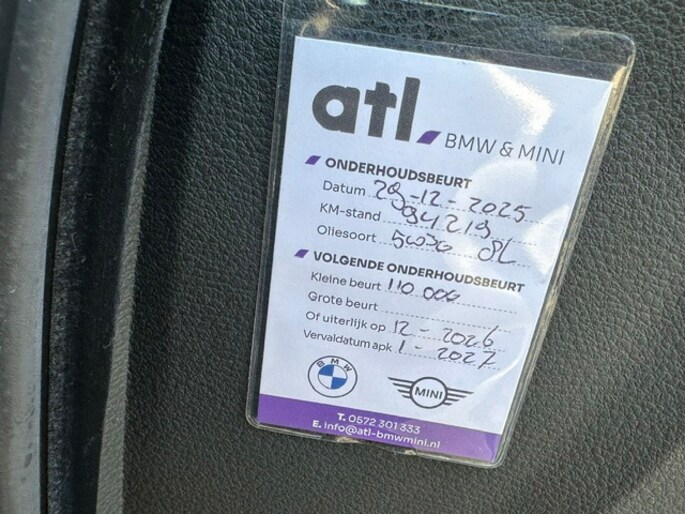 atl BMW & MINI
ONDERHOUDSBEURT
Datum 29-12-2025
KM-stand 94219
Oliesoort 5W30 8L
VOLGENDE ONDERHOUDSBEURT
Kleine beurt 110 000
Grote beurt
Of uiterlijk op 12-2026
Vervaldatum apk 1-2027
BMW MINI
T. 0572 301 333
E. info@atl-bmwmini.nl